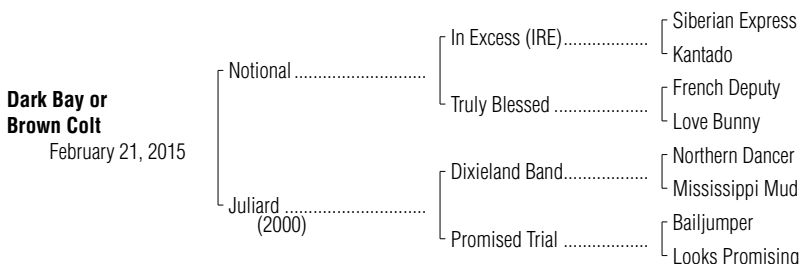 Dark Bay or
Brown Colt
February 21, 2015
Notional
Juliard
(2000)
In Excess (IRE)
Truly Blessed
Dixieland Band
Promised Trial
Siberian Express
Kantado
French Deputy
Love Bunny
Northern Dancer
Mississippi Mud
Bailjumper
Looks Promising